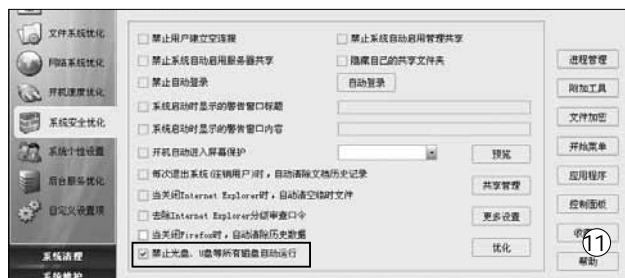 文件系统优化
网络系统优化
开机速度优化
系统安全优化
系统个性设置
后台服务优化
自定义设置项
系统清理
系统维护
禁止用户建立空连接
禁止系统自动启用管理共享
禁止系统自动启用服务器共享
隐藏自己的共享文件夹
禁止自动登录
自动登录
系统启动时显示的警告窗口标题
系统启动时显示的警告窗口内容
开机自动进入屏幕保护
预览
每次退出系统(注销用户)时,自动清除文档历史记录
当关闭Internet Explorer时,自动清空临时文件
共享管理
去除Internet Explorer分级审查口令
更多设置
当关闭Firefox时,自动清除历史数据
禁止光盘、U盘等所有磁盘自动运行
优化
进程管理
附加工具
文件加密
开始菜单
应用程序
控制面板
收
11
帮助